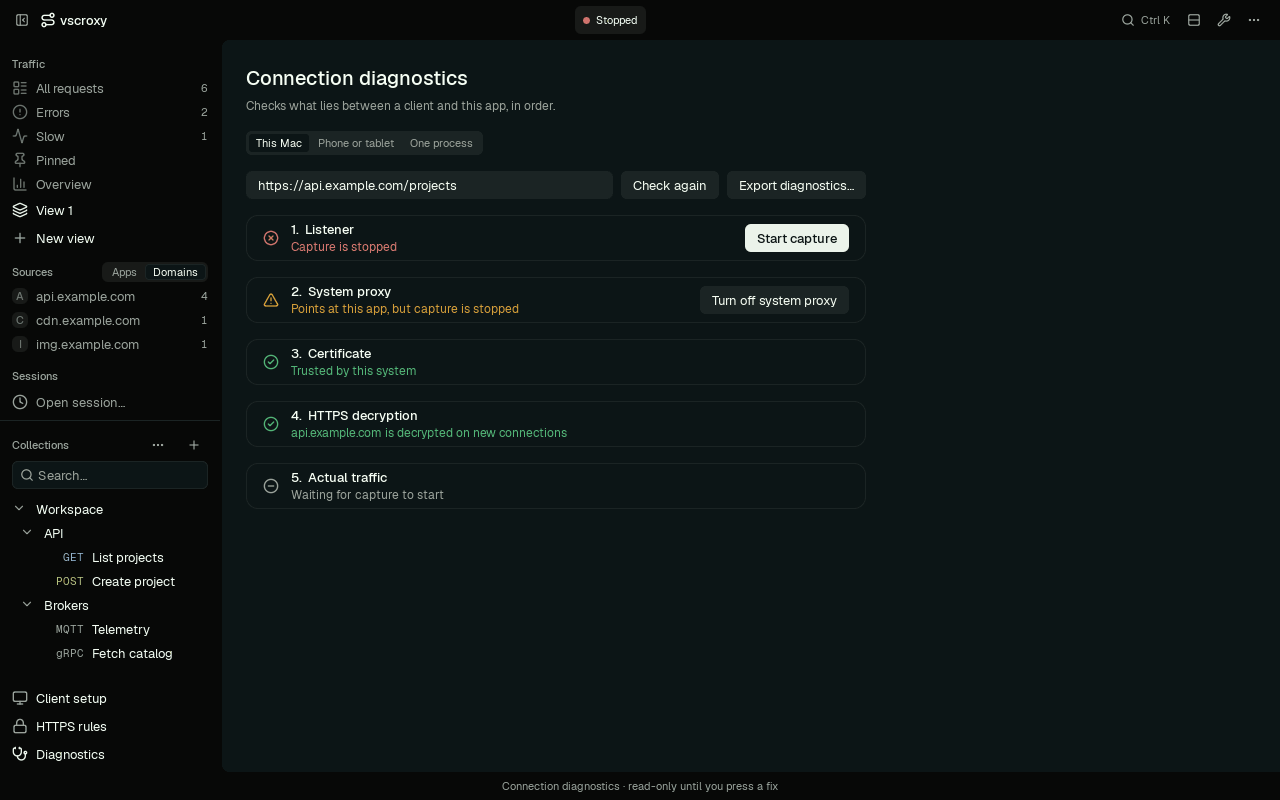 vscroxy
Stopped
Ctrl K
Traffic
All requests 6
Errors 2
Slow 1
Pinned
Overview
View 1
New view
Sources Apps Domains
A api.example.com 4
C cdn.example.com 1
I img.example.com 1
Sessions
Open session…
Collections
Search…
Workspace
API
GET List projects
POST Create project
Brokers
MQTT Telemetry
gRPC Fetch catalog
Client setup
HTTPS rules
Diagnostics
Connection diagnostics
Checks what lies between a client and this app, in order.
This Mac Phone or tablet One process
https://api.example.com/projects Check again Export diagnostics…
1. Listener
Capture is stopped
Start capture
2. System proxy
Points at this app, but capture is stopped
Turn off system proxy
3. Certificate
Trusted by this system
4. HTTPS decryption
api.example.com is decrypted on new connections
5. Actual traffic
Waiting for capture to start
Connection diagnostics · read-only until you press a fix